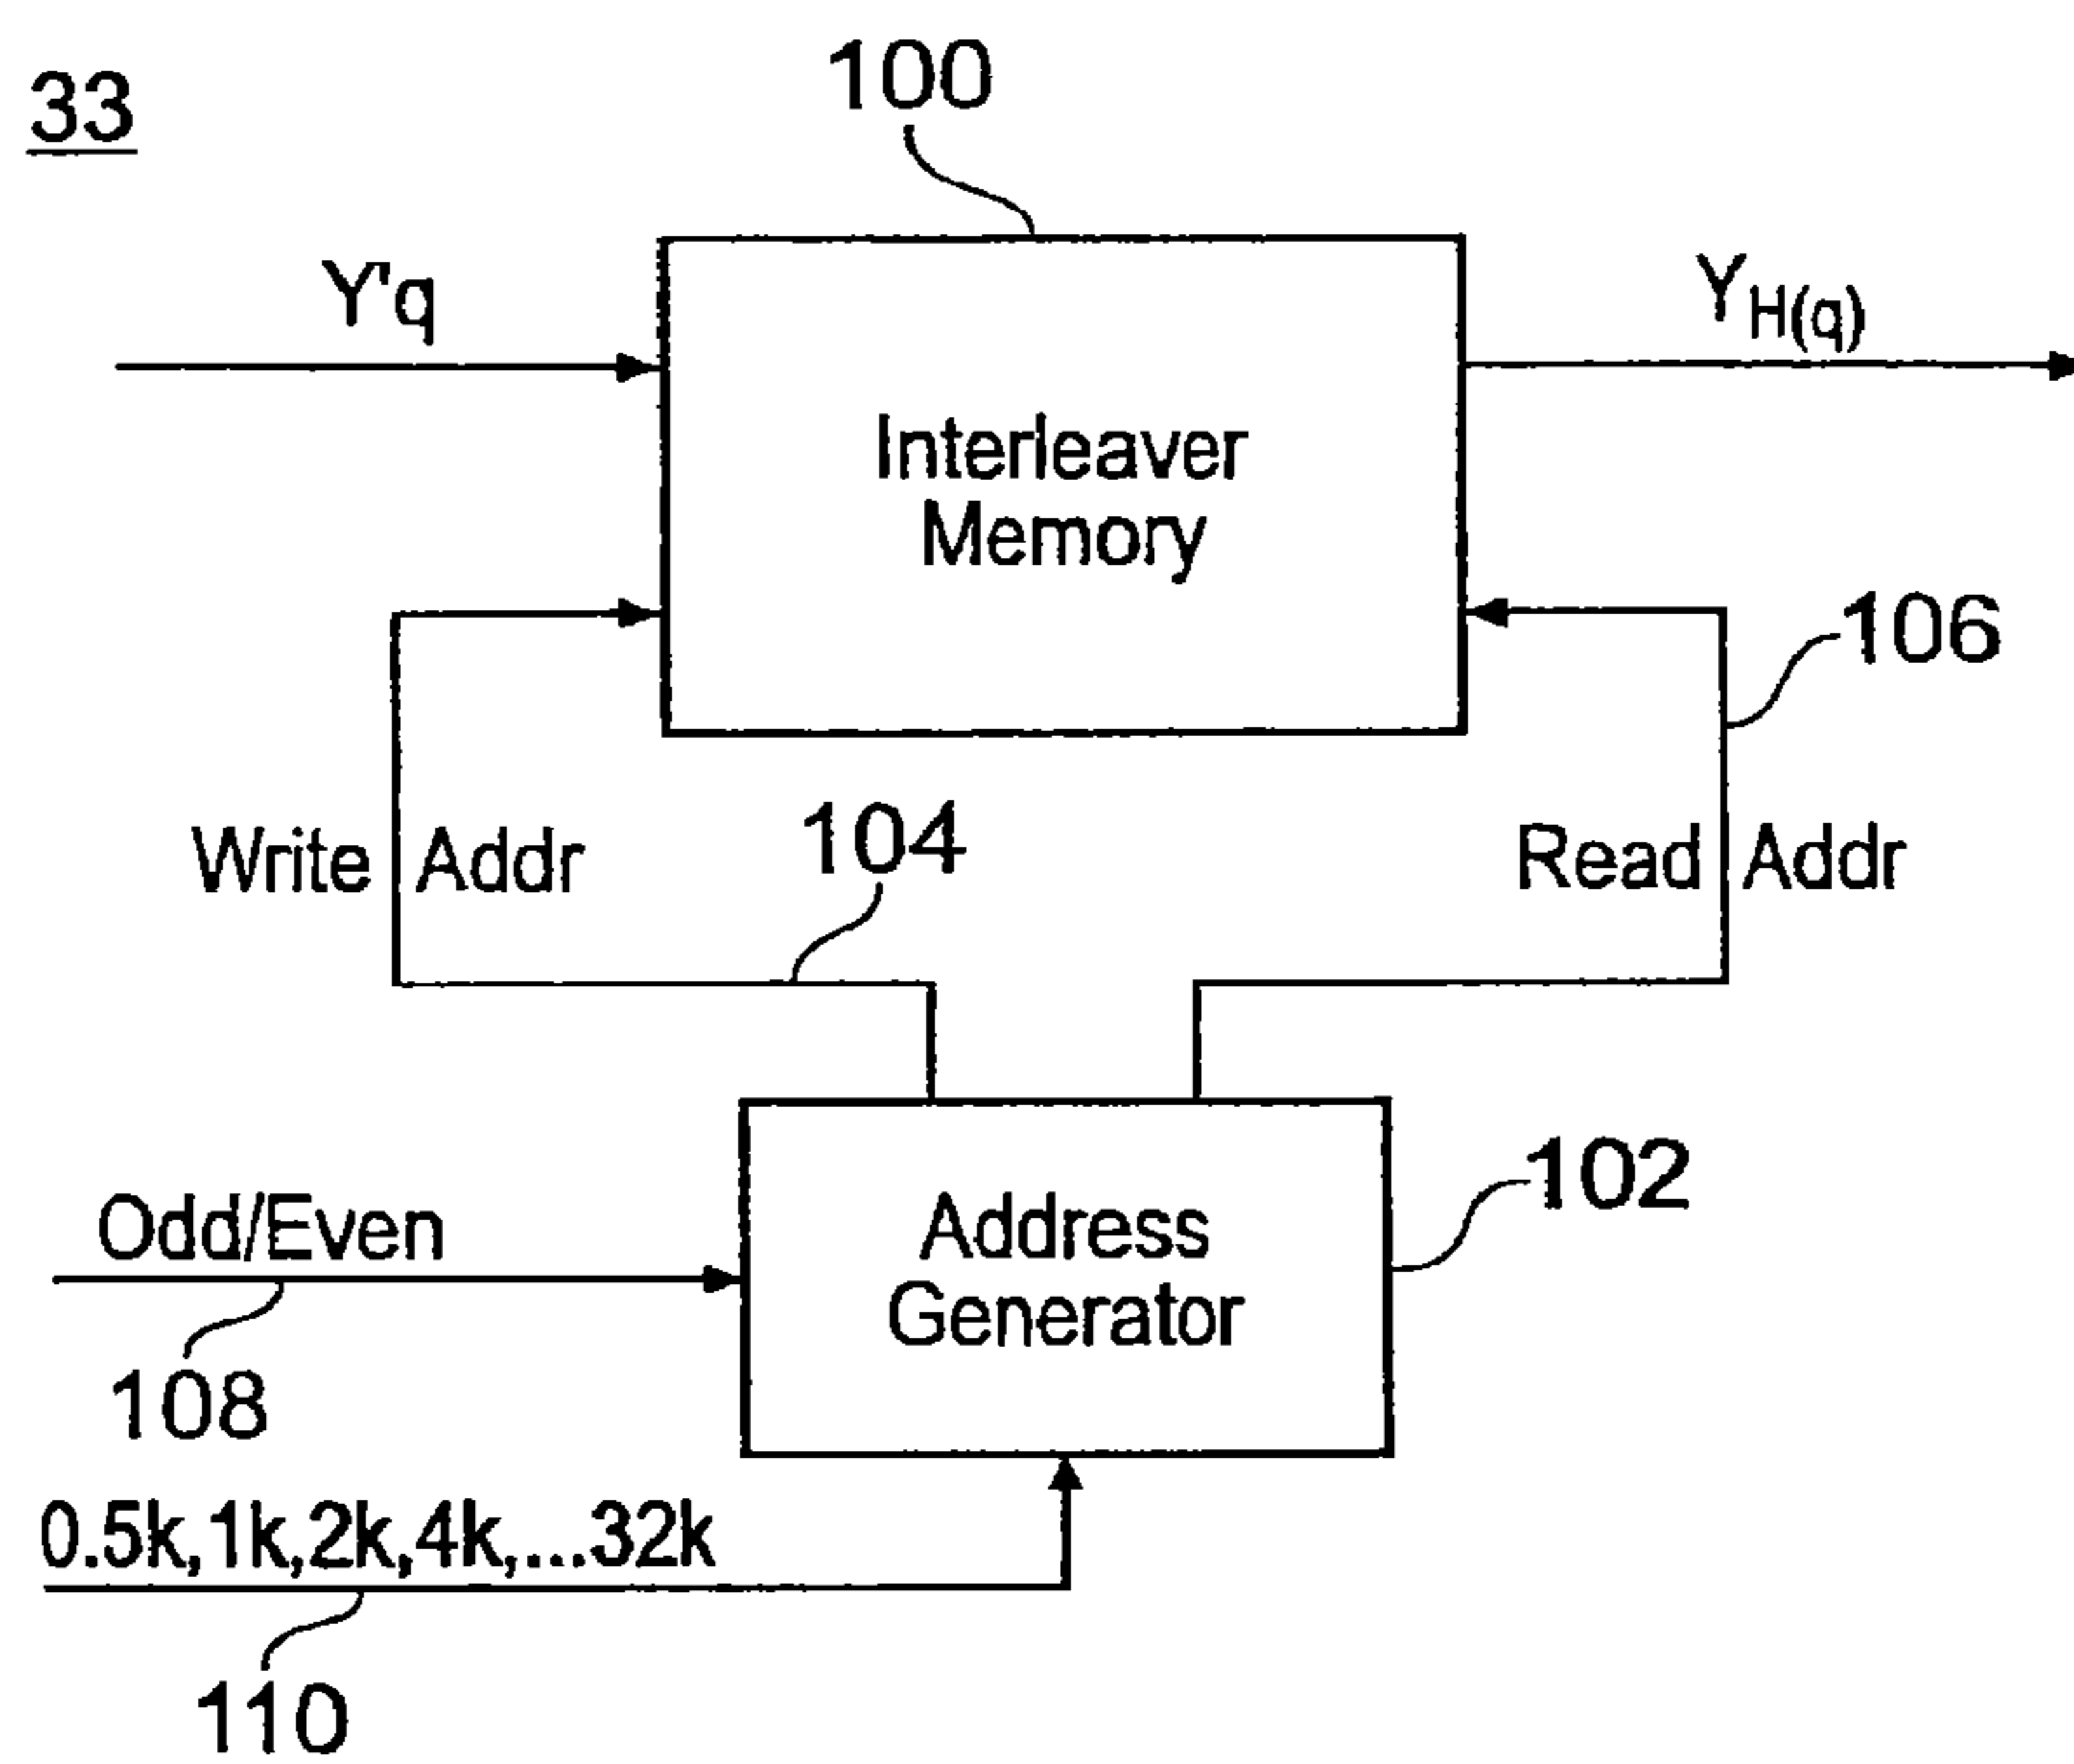 33
100
Y'q
Y H(q)
Interleaver
Memory
106
104
Write Addr
Read Addr
102
Odd/Even
Address
Generator
108
0.5k,1k,2k,4k,....32k
110